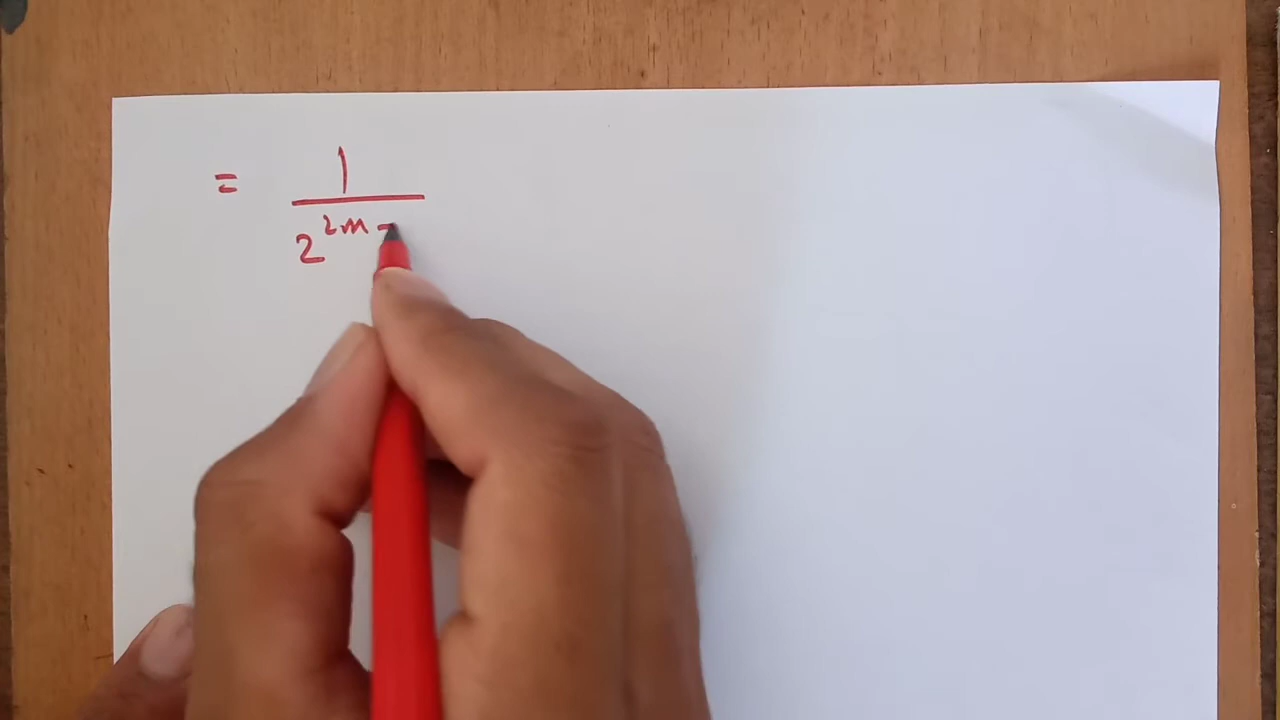 = 1 / 2^{2m -